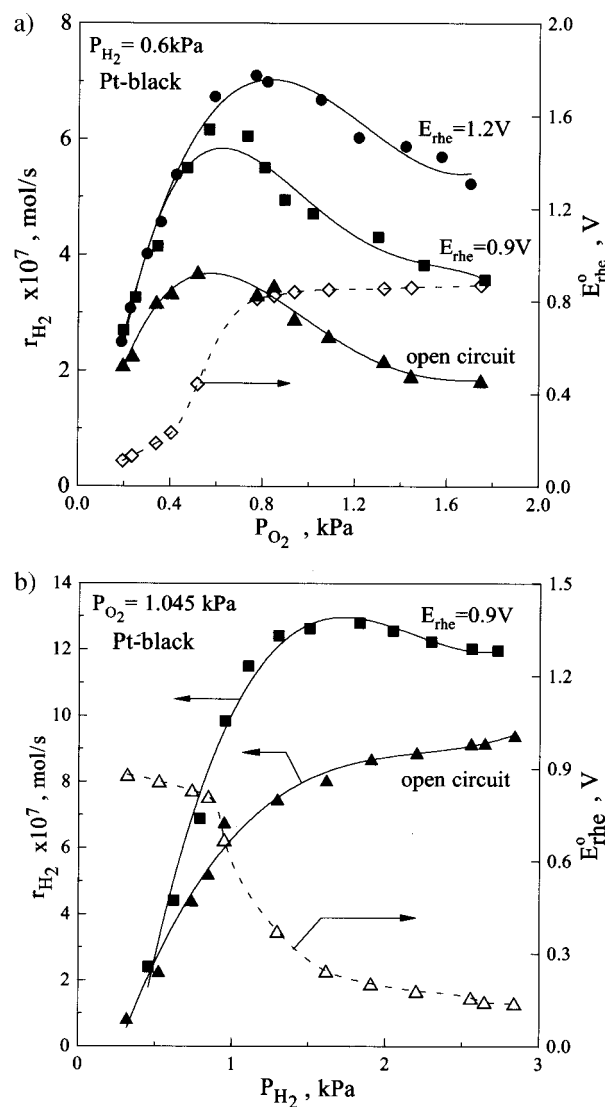 a)
P_H2 = 0.6kPa
Pt-black
E_rhe=1.2V
E_rhe=0.9V
open circuit
r_H2 x10^7 , mol/s
8
6
4
2
0
E°_rhe , V
2.0
1.6
1.2
0.8
0.4
0.0
0.0 0.4 0.8 1.2 1.6 2.0
P_O2 , kPa
b)
P_O2 = 1.045 kPa
Pt-black
E_rhe=0.9V
open circuit
r_H2 x10^7 , mol/s
14
12
10
8
6
4
2
0
E°_rhe , V
1.5
1.2
0.9
0.6
0.3
0.0
0 1 2 3
P_H2 , kPa